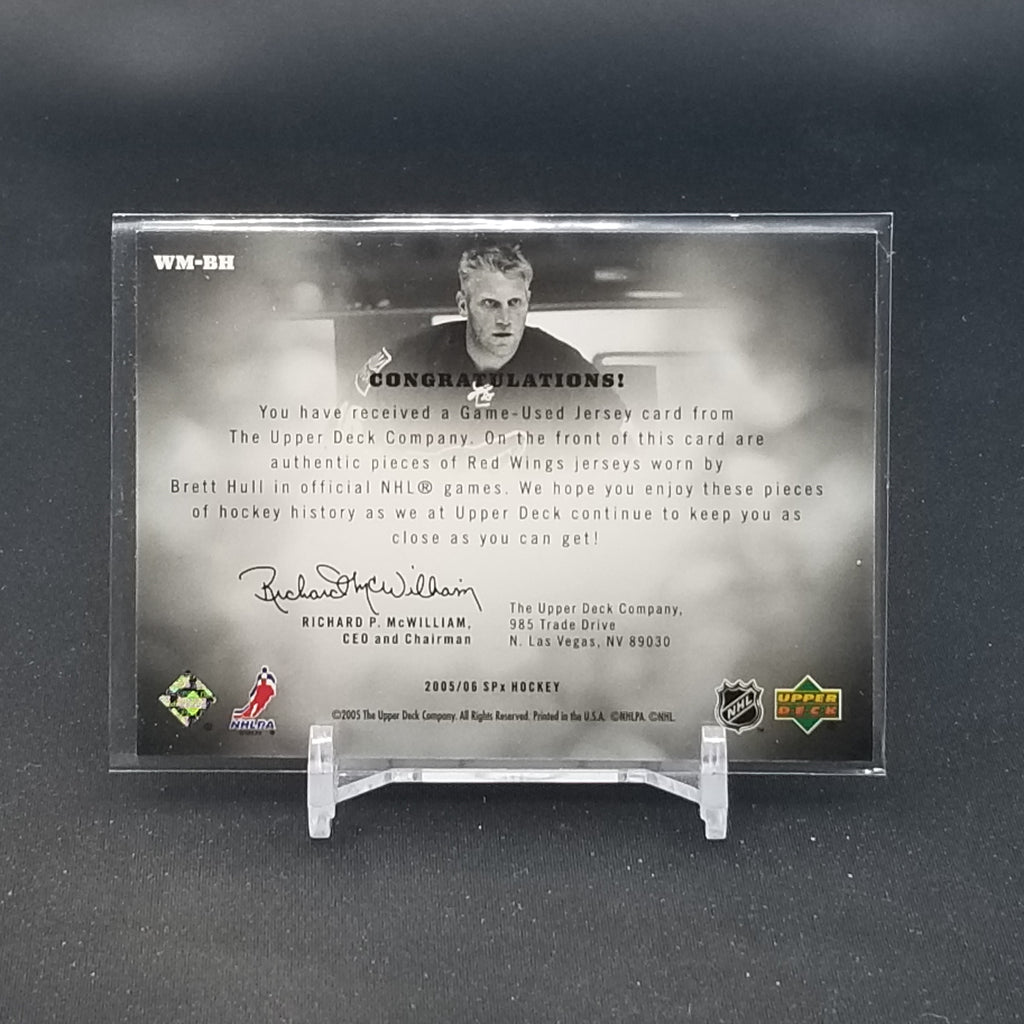 WM-BH
CONGRATULATIONS!
You have received a Game-Used Jersey card from
The Upper Deck Company. On the front of this card are
authentic pieces of Red Wings jerseys worn by
Brett Hull in official NHL® games. We hope you enjoy these pieces
of hockey history as we at Upper Deck continue to keep you as
close as you can get!
Richard McWilliam
RICHARD P. McWILLIAM,
CEO and Chairman
The Upper Deck Company,
985 Trade Drive
N. Las Vegas, NV 89030
2005/06 SPx HOCKEY
©2005 The Upper Deck Company. All Rights Reserved. Printed in the U.S.A. ©NHLPA. ©NHL.
NHLPA
NHL
UPPER
DECK